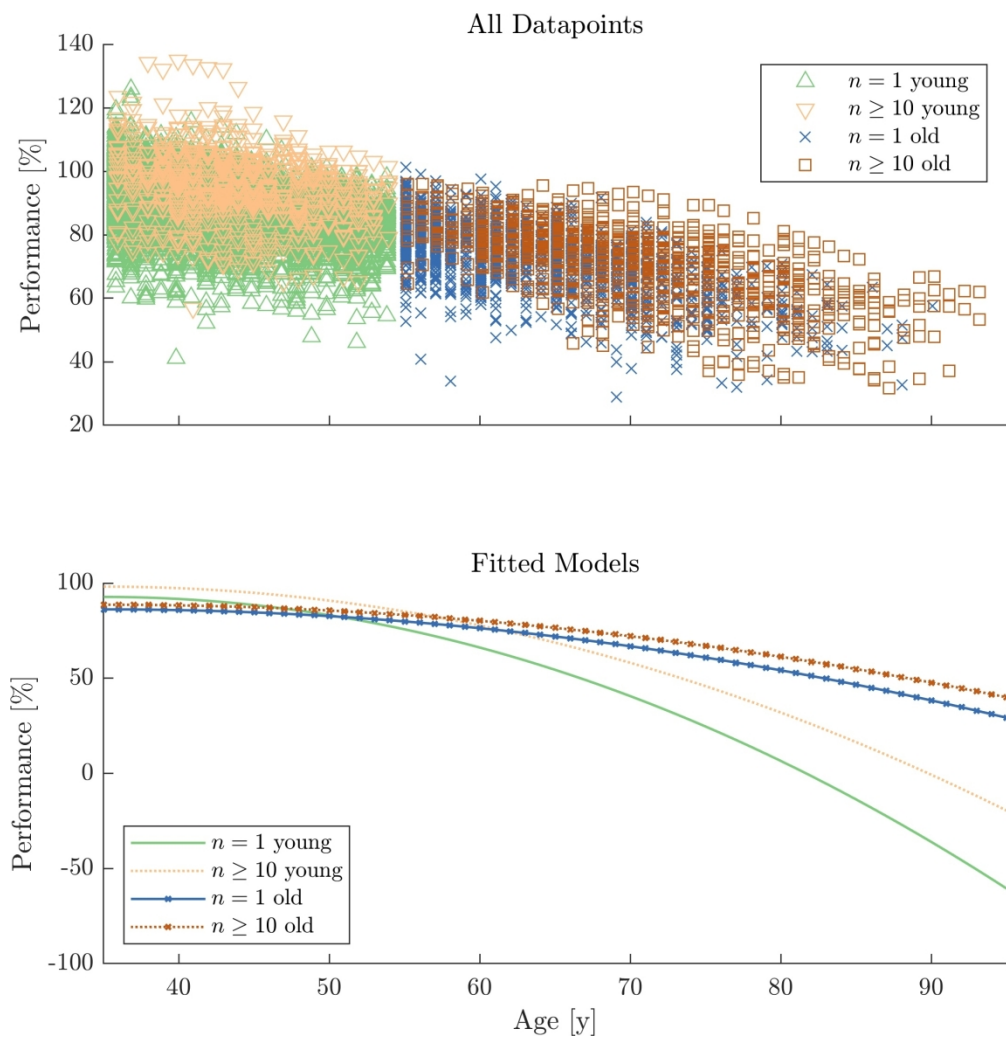 All Datapoints
Performance [%]
140
120
100
80
60
40
20
n = 1 young
n ≥ 10 young
n = 1 old
n ≥ 10 old
Fitted Models
Performance [%]
100
50
0
-50
-100
n = 1 young
n ≥ 10 young
n = 1 old
n ≥ 10 old
40 50 60 70 80 90
Age [y]